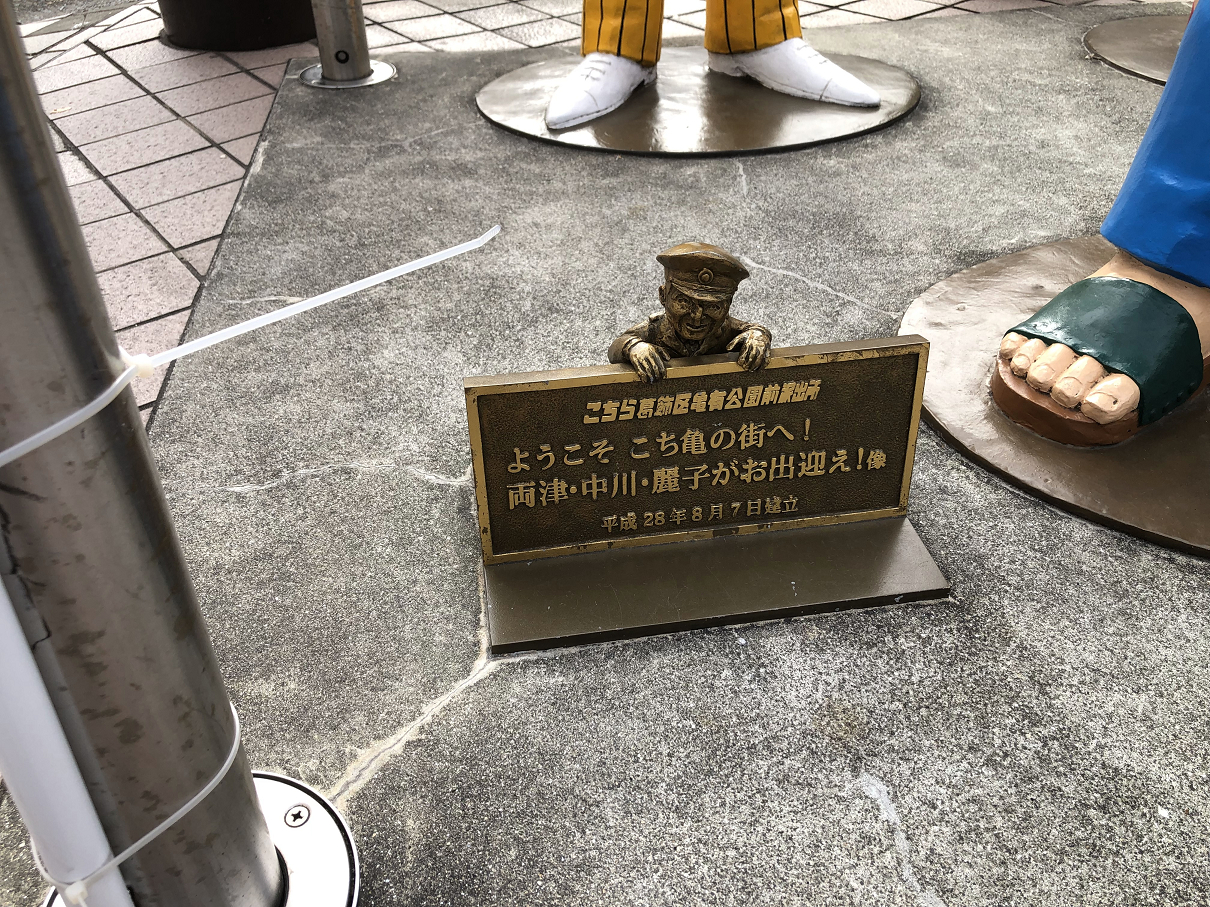 こちら葛飾区亀有公園前派出所
ようこそ こち亀の街へ!
両津・中川・麗子がお出迎え!像
平成28年8月7日建立